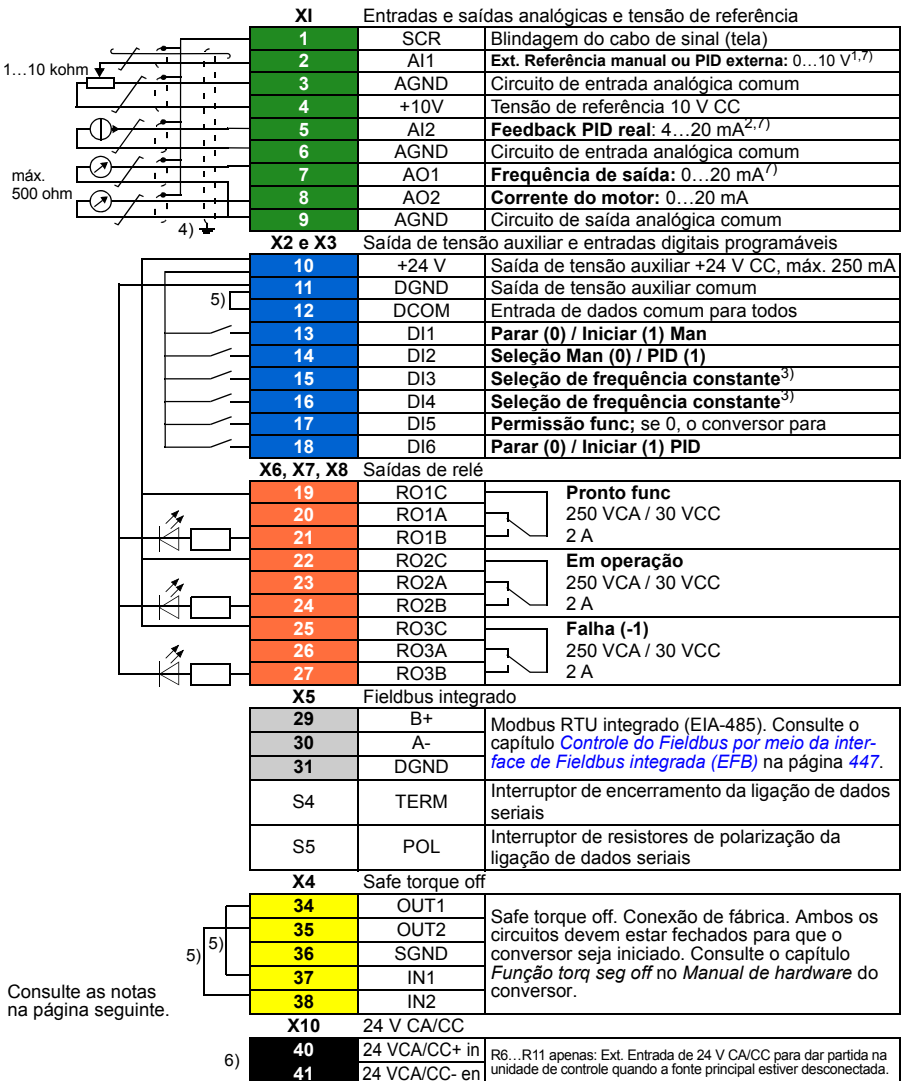 XI Entradas e saídas analógicas e tensão de referência
1 SCR Blindagem do cabo de sinal (tela)
2 AI1 Ext. Referência manual ou PID externa: 0…10 V1,7)
1…10 kohm
3 AGND Circuito de entrada analógica comum
4 +10V Tensão de referência 10 V CC
5 AI2 Feedback PID real: 4…20 mA2,7)
6 AGND Circuito de entrada analógica comum
7 AO1 Frequência de saída: 0…20 mA7)
máx.
500 ohm
8 AO2 Corrente do motor: 0…20 mA
9 AGND Circuito de saída analógica comum
4)
X2 e X3 Saída de tensão auxiliar e entradas digitais programáveis
10 +24 V Saída de tensão auxiliar +24 V CC, máx. 250 mA
11 DGND Saída de tensão auxiliar comum
5)
12 DCOM Entrada de dados comum para todos
13 DI1 Parar (0) / Iniciar (1) Man
14 DI2 Seleção Man (0) / PID (1)
15 DI3 Seleção de frequência constante3)
16 DI4 Seleção de frequência constante3)
17 DI5 Permissão func; se 0, o conversor para
18 DI6 Parar (0) / Iniciar (1) PID
X6, X7, X8 Saídas de relé
19 RO1C Pronto func
20 RO1A 250 VCA / 30 VCC
21 RO1B 2 A
22 RO2C Em operação
23 RO2A 250 VCA / 30 VCC
24 RO2B 2 A
25 RO3C Falha (-1)
26 RO3A 250 VCA / 30 VCC
27 RO3B 2 A
X5 Fieldbus integrado
29 B+
30 A-
31 DGND
Modbus RTU integrado (EIA-485). Consulte o
capítulo Controle do Fieldbus por meio da inter-
face de Fieldbus integrada (EFB) na página 447.
S4 TERM Interruptor de encerramento da ligação de dados
seriais
S5 POL Interruptor de resistores de polarização da
ligação de dados seriais
X4 Safe torque off
34 OUT1
35 OUT2
36 SGND
37 IN1
38 IN2
5)
5)
Safe torque off. Conexão de fábrica. Ambos os
circuitos devem estar fechados para que o
conversor seja iniciado. Consulte o capítulo
Função torq seg off no Manual de hardware do
conversor.
Consulte as notas
na página seguinte.
X10 24 V CA/CC
6)
40 24 VCA/CC+ in
41 24 VCA/CC- en
R6…R11 apenas: Ext. Entrada de 24 V CA/CC para dar partida na
unidade de controle quando a fonte principal estiver desconectada.